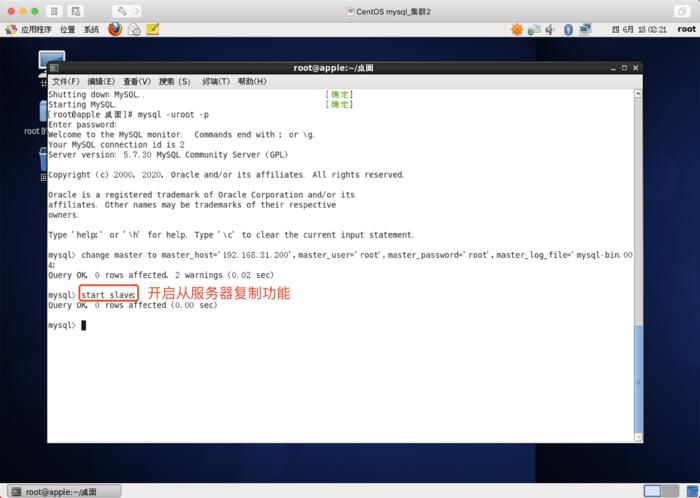 CentOS mysql_集群2
应用程序 位置 系统 四 6月 18 02:21 root
root@apple:~/桌面
文件(F) 编辑(E) 查看(V) 搜索 (S) 终端(T) 帮助(H)
Shutting down MySQL.. [确定]
Starting MySQL. [确定]
[root@apple 桌面]# mysql -uroot -p
Enter password:
Welcome to the MySQL monitor. Commands end with ; or \g.
Your MySQL connection id is 2
Server version: 5.7.30 MySQL Community Server (GPL)
Copyright (c) 2000, 2020, Oracle and/or its affiliates. All rights reserved.
Oracle is a registered trademark of Oracle Corporation and/or its
affiliates. Other names may be trademarks of their respective
owners.
Type 'help;' or '\h' for help. Type '\c' to clear the current input statement.
mysql> change master to master_host='192.168.31.200',master_user='root',master_password='root',master_log_file='mysql-bin.00
Query OK, 0 rows affected, 2 warnings (0.02 sec)
mysql> start slave; 开启从服务器复制功能
Query OK, 0 rows affected (0.00 sec)
mysql>
root@apple:~/桌面